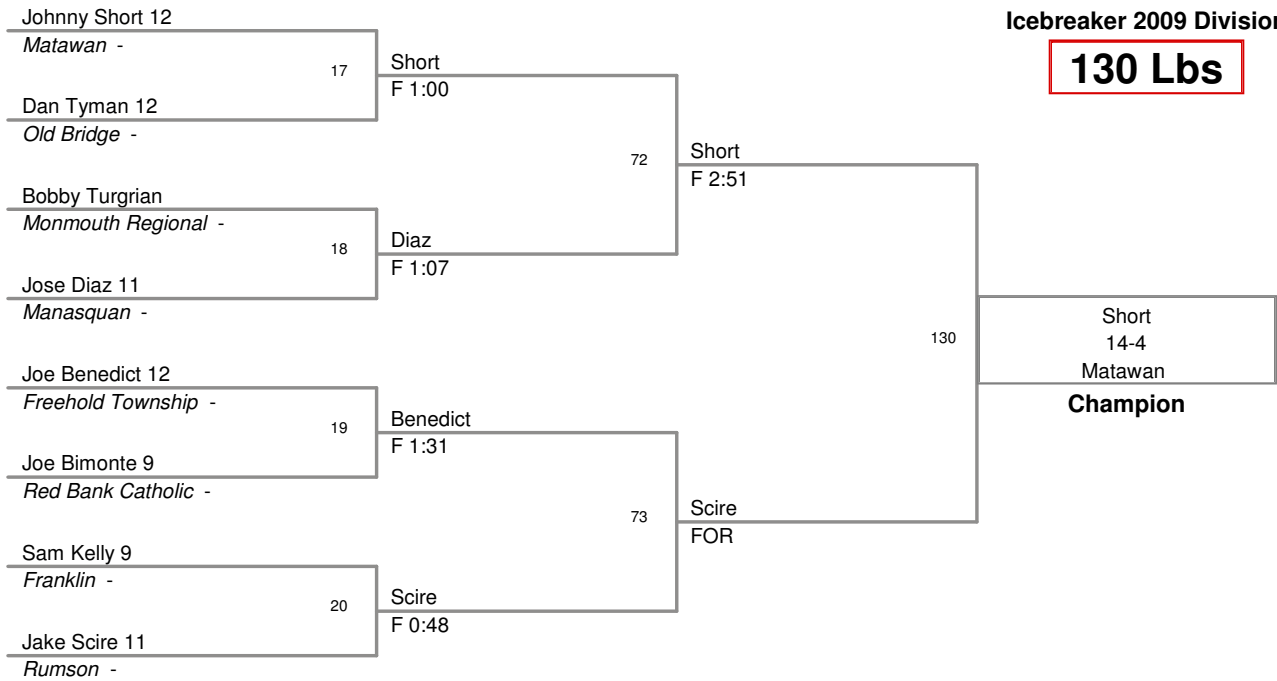 Icebreaker 2009 Division
130 Lbs
Johnny Short 12
Matawan -
17
Dan Tyman 12
Old Bridge -
Short
F 1:00
Bobby Turgrian
Monmouth Regional -
18
Jose Diaz 11
Manasquan -
Diaz
F 1:07
72
Short
F 2:51
Joe Benedict 12
Freehold Township -
19
Joe Bimonte 9
Red Bank Catholic -
Benedict
F 1:31
Sam Kelly 9
Franklin -
20
Jake Scire 11
Rumson -
Scire
F 0:48
73
Scire
FOR
130
Short
14-4
Matawan
Champion